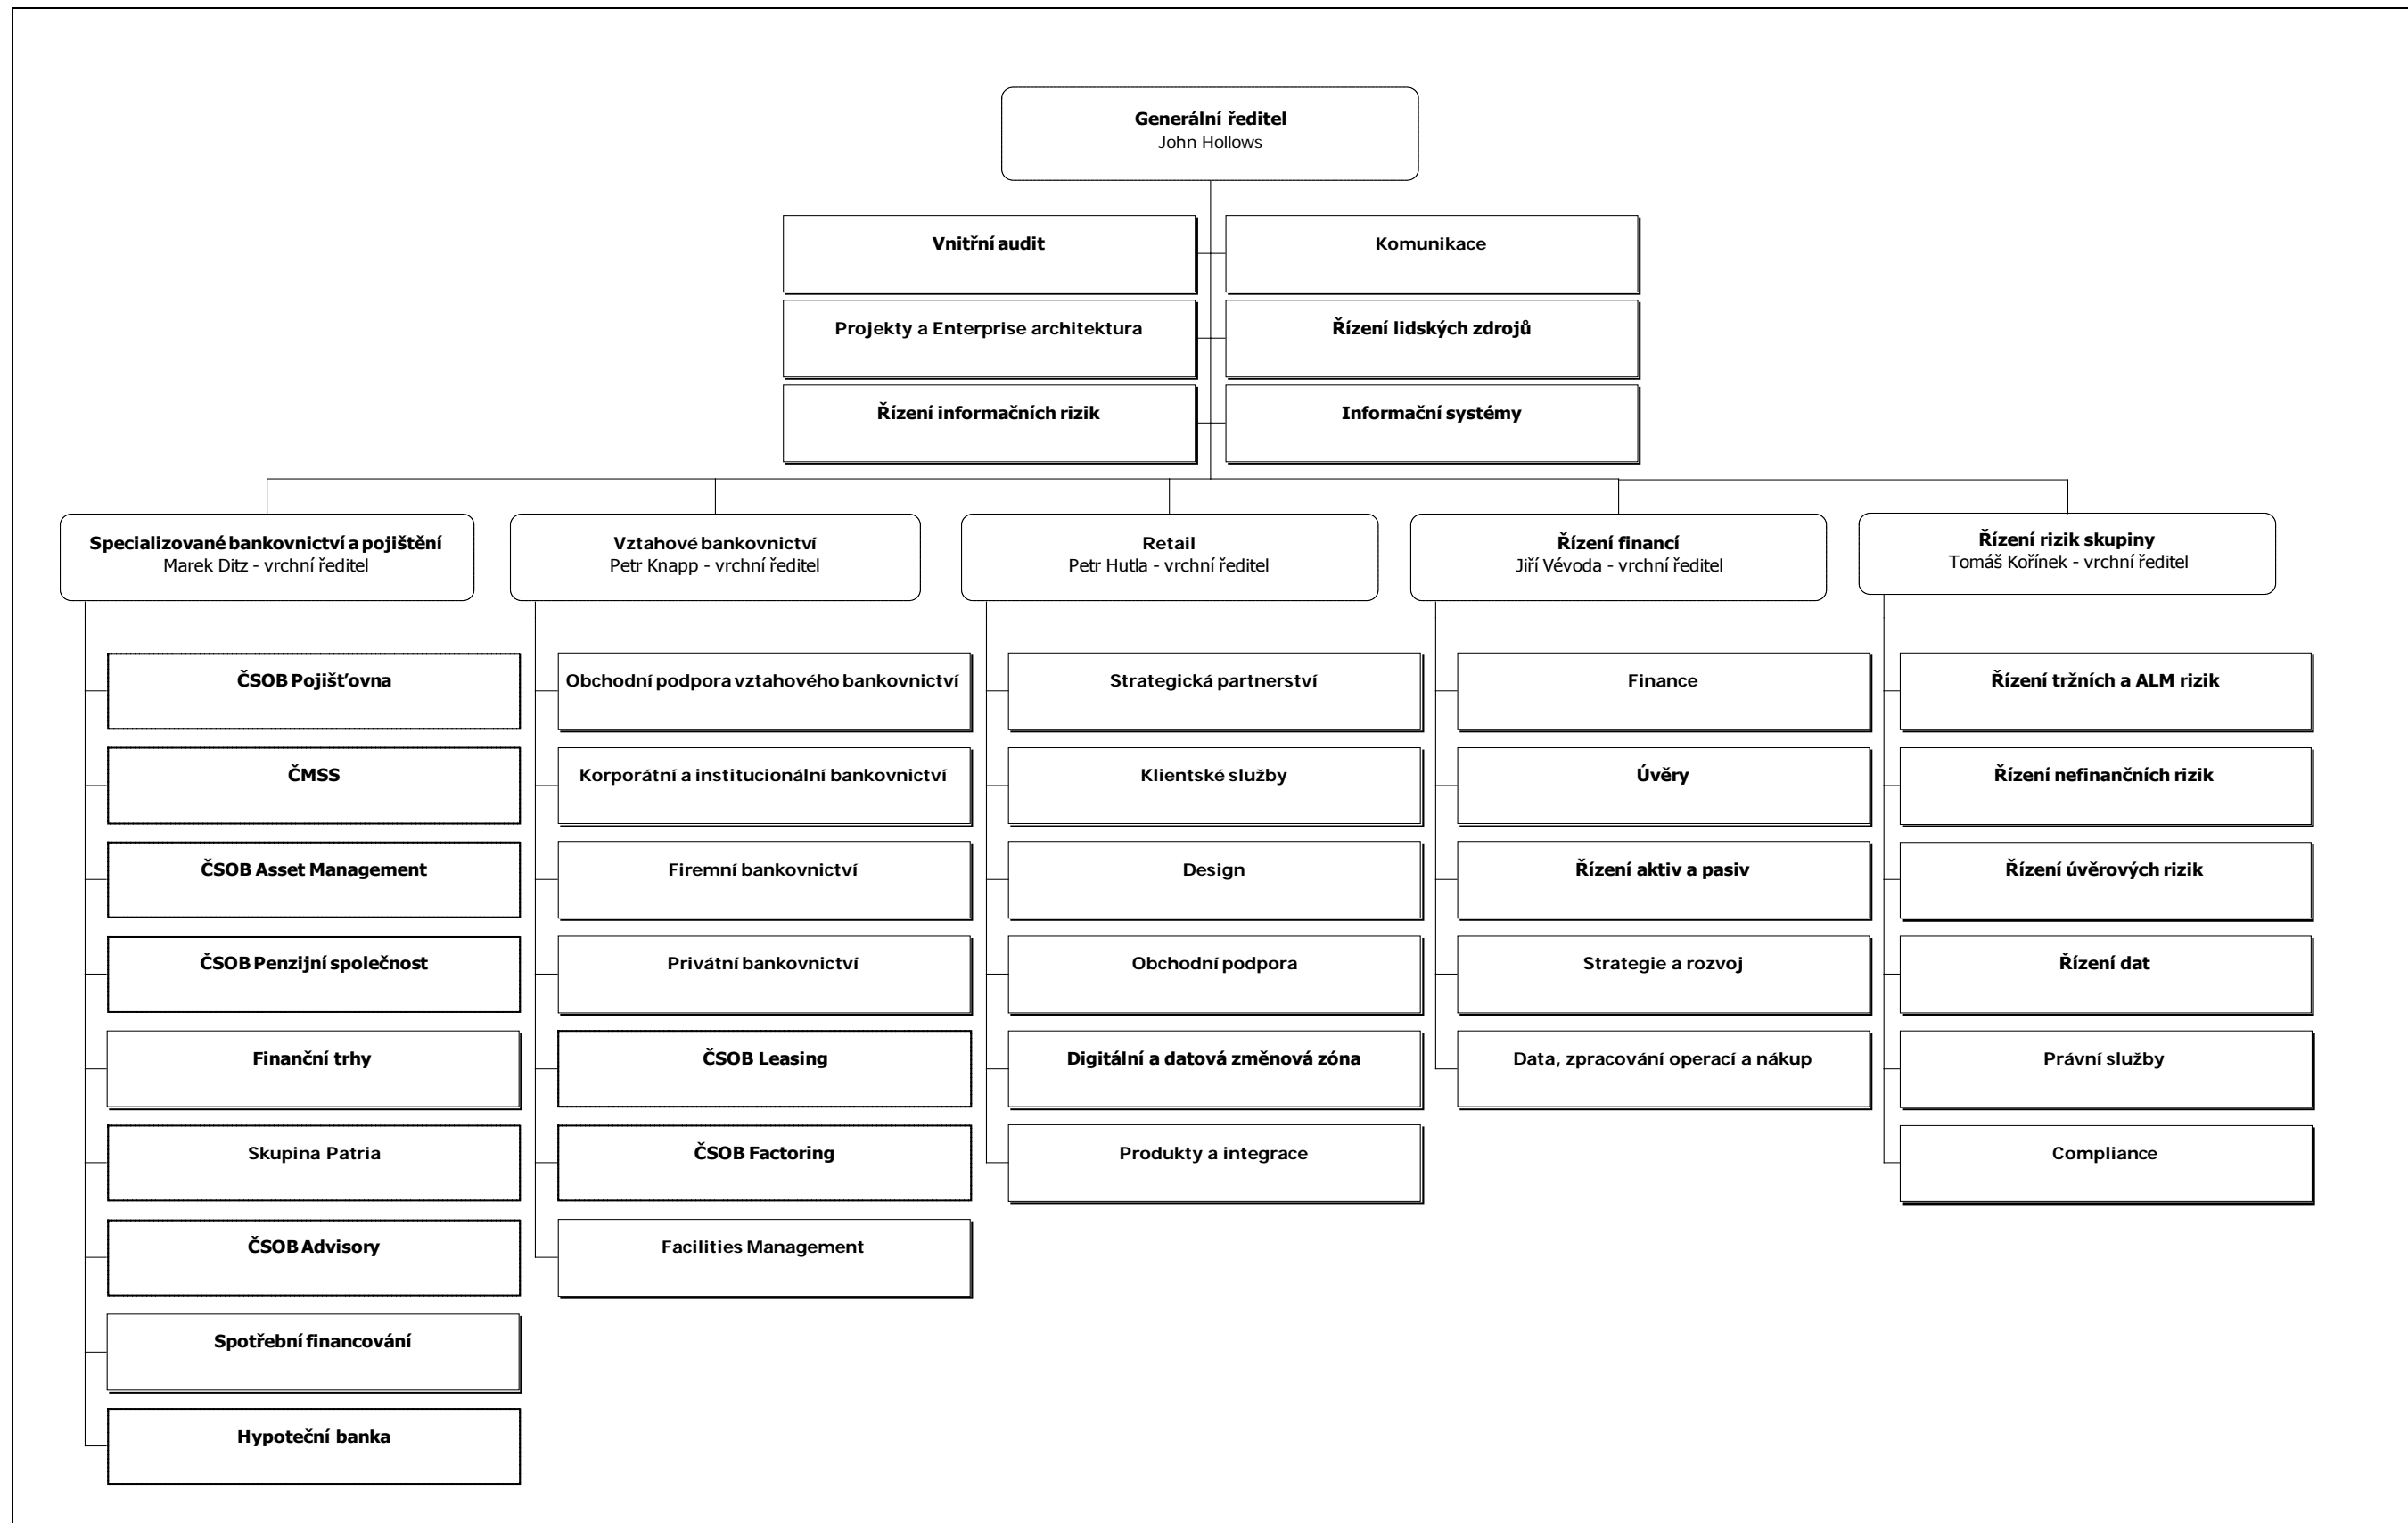 Generální ředitel
John Hollows
Vnitřní audit
Komunikace
Projekty a Enterprise architektura
Řízení lidských zdrojů
Řízení informačních rizik
Informační systémy
Specializované bankovnictví a pojištění
Marek Ditz - vrchní ředitel
Vztahové bankovnictví
Petr Knapp - vrchní ředitel
Retail
Petr Hutla - vrchní ředitel
Řízení financí
Jiří Vévoda - vrchní ředitel
Řízení rizik skupiny
Tomáš Kořínek - vrchní ředitel
ČSOB Pojišťovna
ČMSS
ČSOB Asset Management
ČSOB Penzijní společnost
Finanční trhy
Skupina Patria
ČSOB Advisory
Spotřební financování
Hypoteční banka
Obchodní podpora vztahového bankovnictví
Korporátní a institucionální bankovnictví
Firemní bankovnictví
Privátní bankovnictví
ČSOB Leasing
ČSOB Factoring
Facilities Management
Strategická partnerství
Klientské služby
Design
Obchodní podpora
Digitální a datová změnová zóna
Produkty a integrace
Finance
Úvěry
Řízení aktiv a pasiv
Strategie a rozvoj
Data, zpracování operací a nákup
Řízení tržních a ALM rizik
Řízení nefinančních rizik
Řízení úvěrových rizik
Řízení dat
Právní služby
Compliance